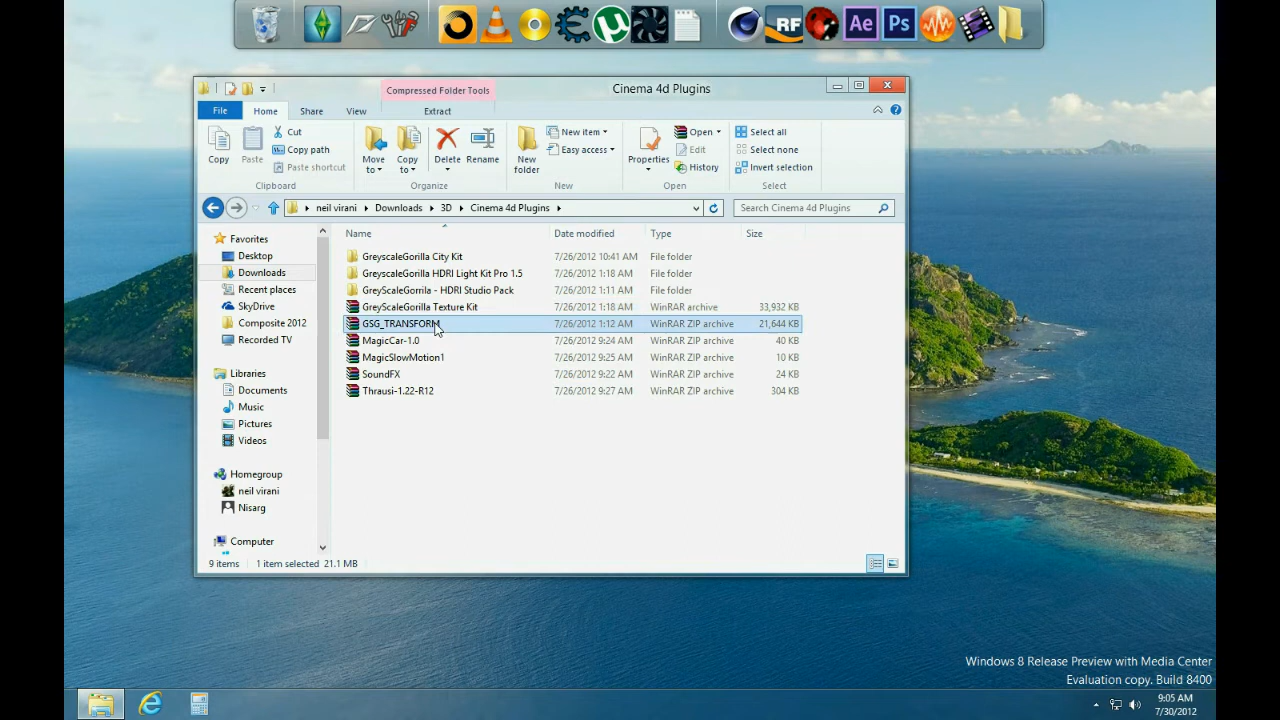 RF
Ae
Ps
Compressed Folder Tools
Cinema 4d Plugins
File
Home
Share
View
Extract
Copy
Paste
Cut
Copy path
Paste shortcut
Clipboard
Move to
Copy to
Delete
Rename
Organize
New folder
New item
Easy access
New
Properties
Open
Edit
History
Open
Select all
Select none
Invert selection
Select
neil virani
Downloads
3D
Cinema 4d Plugins
Search Cinema 4d Plugins
Favorites
Desktop
Downloads
Recent places
SkyDrive
Composite 2012
Recorded TV
Libraries
Documents
Music
Pictures
Videos
Homegroup
neil virani
Nisarg
Computer
Name Date modified Type Size
GreyscaleGorilla City Kit 7/26/2012 10:41 AM File folder
GreyscaleGorilla HDRI Light Kit Pro 1.5 7/26/2012 1:18 AM File folder
GreyScaleGorrila - HDRI Studio Pack 7/26/2012 1:11 AM File folder
GreyScaleGorilla Texture Kit 7/26/2012 1:18 AM WinRAR archive 33,932 KB
GSG_TRANSFORM 7/26/2012 1:12 AM WinRAR ZIP archive 21,644 KB
MagicCar-1.0 7/26/2012 9:24 AM WinRAR ZIP archive 40 KB
MagicSlowMotion1 7/26/2012 9:25 AM WinRAR ZIP archive 10 KB
SoundFX 7/26/2012 9:22 AM WinRAR ZIP archive 24 KB
Thrausi-1.22-R12 7/26/2012 9:27 AM WinRAR ZIP archive 304 KB
9 items 1 item selected 21.1 MB
Windows 8 Release Preview with Media Center
Evaluation copy. Build 8400
9:05 AM
7/30/2012